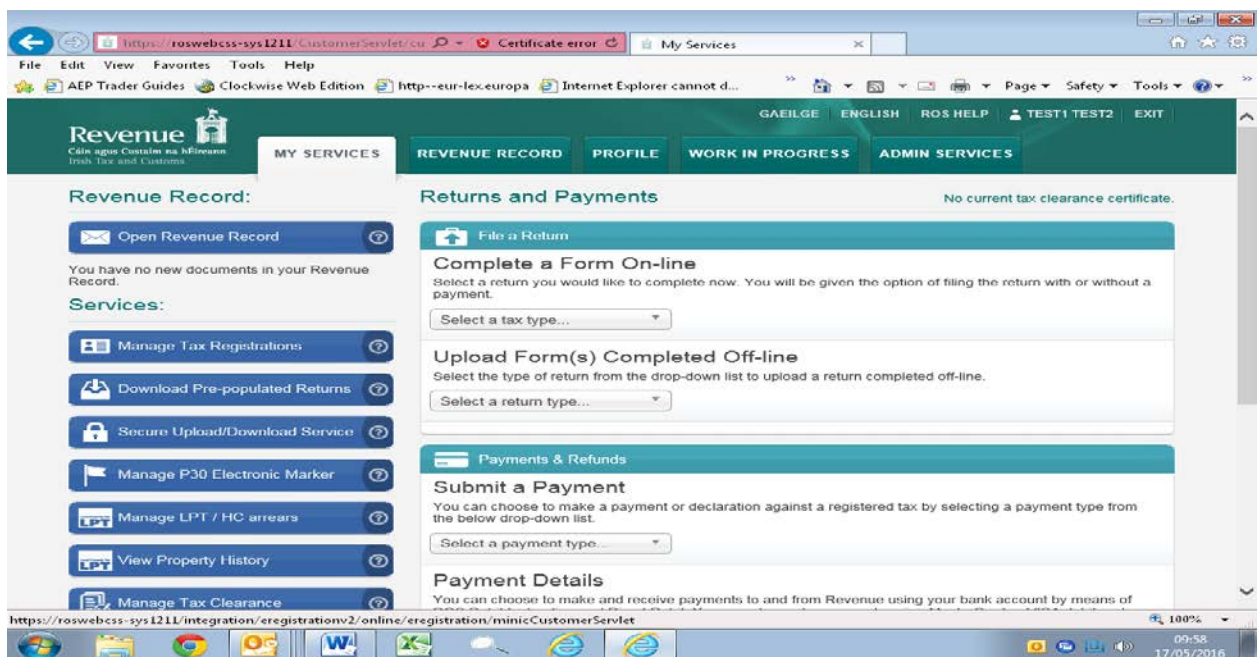 https://roswebcss-sys1211/CustomerServlet/cu
Certificate error
My Services
File Edit View Favorites Tools Help
AEP Trader Guides Clockwise Web Edition http--eur-lex.europa Internet Explorer cannot d...
Page Safety Tools
GAEILGE ENGLISH ROS HELP TEST1 TEST2 EXIT
Revenue
Cáin agus Custaim na hÉireann
Irish Tax and Customs
MY SERVICES REVENUE RECORD PROFILE WORK IN PROGRESS ADMIN SERVICES
Revenue Record:
Open Revenue Record
You have no new documents in your Revenue
Record.
Services:
Manage Tax Registrations
Download Pre-populated Returns
Secure Upload/Download Service
Manage P30 Electronic Marker
LPT Manage LPT / HC arrears
LPT View Property History
Manage Tax Clearance
Returns and Payments
No current tax clearance certificate.
File a Return
Complete a Form On-line
Select a return you would like to complete now. You will be given the option of filing the return with or without a
payment.
Select a tax type...
Upload Form(s) Completed Off-line
Select the type of return from the drop-down list to upload a return completed off-line.
Select a return type...
Payments & Refunds
Submit a Payment
You can choose to make a payment or declaration against a registered tax by selecting a payment type from
the below drop-down list.
Select a payment type...
Payment Details
You can choose to make and receive payments to and from Revenue using your bank account by means of
https://roswebcss-sys1211/integration/eregistrationv2/online/eregistration/minicCustomerServlet
100%
09:58
17/05/2016